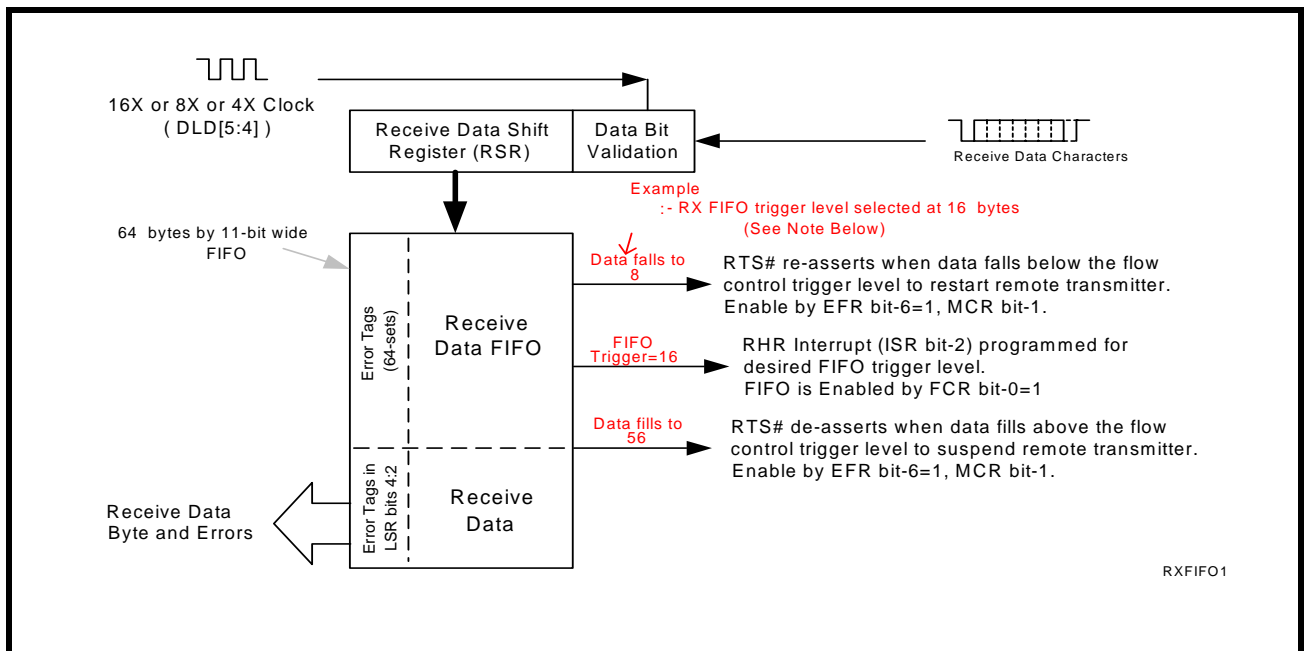 16X or 8X or 4X Clock
( DLD[5:4] )
Receive Data Shift
Register (RSR)
Data Bit
Validation
Receive Data Characters
Example
:- RX FIFO trigger level selected at 16 bytes
(See Note Below)
64 bytes by 11-bit wide
FIFO
Error Tags
(64-sets)
Receive
Data FIFO
Data falls to
8
RTS# re-asserts when data falls below the flow
control trigger level to restart remote transmitter.
Enable by EFR bit-6=1, MCR bit-1.
FIFO
Trigger=16
RHR Interrupt (ISR bit-2) programmed for
desired FIFO trigger level.
FIFO is Enabled by FCR bit-0=1
Data fills to
56
RTS# de-asserts when data fills above the flow
control trigger level to suspend remote transmitter.
Enable by EFR bit-6=1, MCR bit-1.
Error Tags in
LSR bits 4:2
Receive
Data
Receive Data
Byte and Errors
RXFIFO1